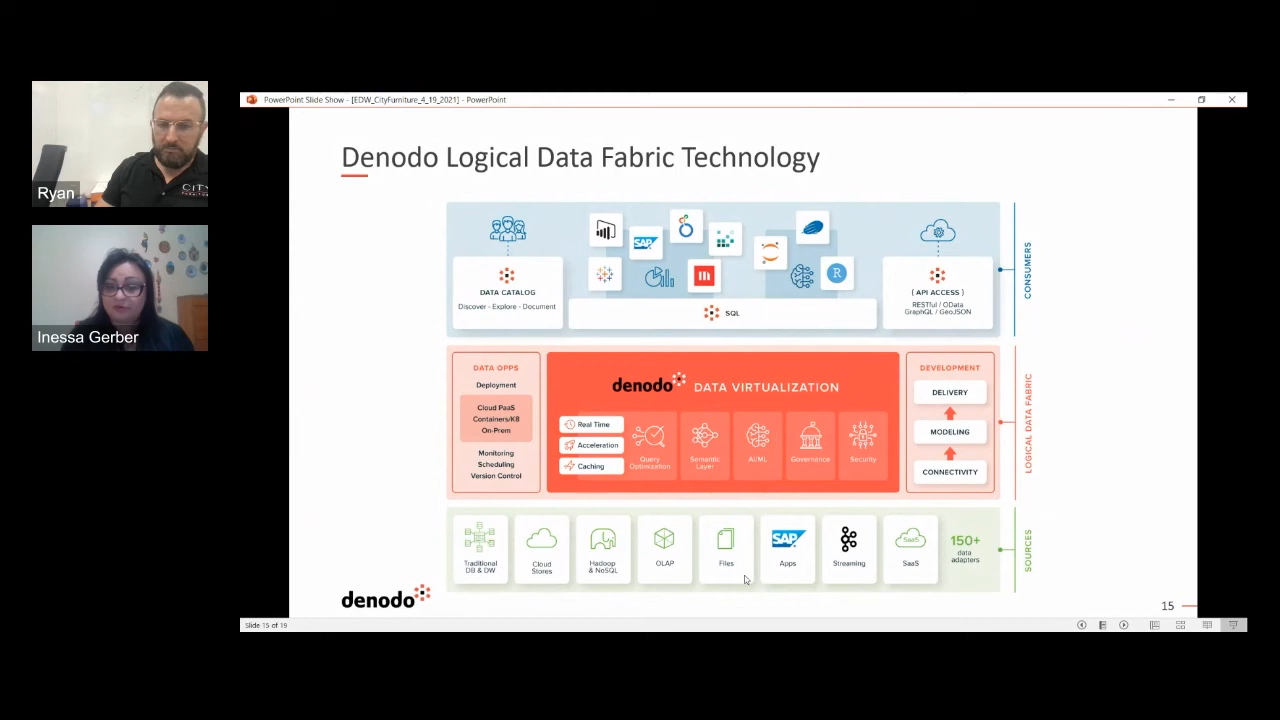 PowerPoint Slide Show - [EDW_CityFurniture_4_19_2021] - PowerPoint
Ryan
CITY
Inessa Gerber
Denodo Logical Data Fabric Technology
DATA CATALOG
Discover - Explore - Document
SAP
R
SQL
{ API ACCESS }
RESTful / OData
GraphQL / GeoJSON
CONSUMERS
DATA OPPS
Deployment
Cloud PaaS
Containers/K8
On-Prem
Monitoring
Scheduling
Version Control
denodo DATA VIRTUALIZATION
Real Time
Acceleration
Caching
Query
Optimization
Semantic
Layer
AI/ML
Governance
Security
DEVELOPMENT
DELIVERY
MODELING
CONNECTIVITY
LOGICAL DATA FABRIC
Traditional
DB & DW
Cloud
Stores
Hadoop
& NoSQL
OLAP
Files
SAP
Apps
Streaming
SaaS
SaaS
150+
data
adapters
SOURCES
denodo
15
Slide 15 of 19